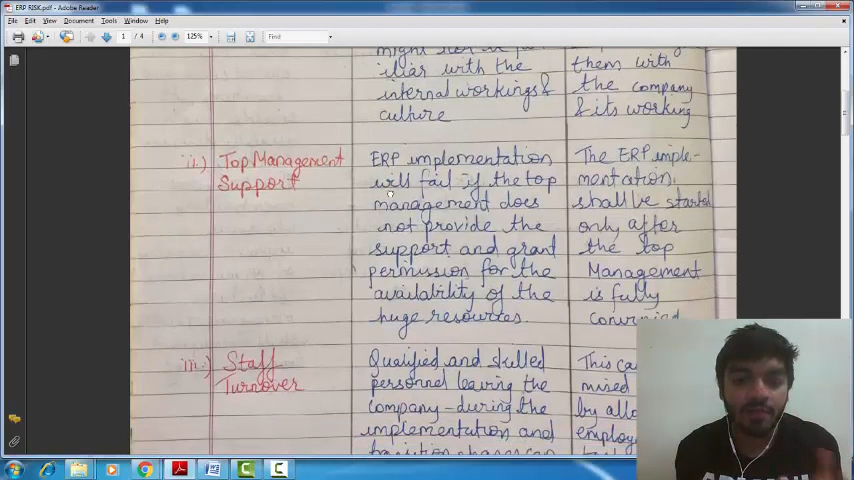 ERP RISK.pdf - Adobe Reader
File Edit View Document Tools Window Help
1 / 4 125% Find
iliar with the
internal workings &
culture
them with
the company
& its working
ii.) Top Management
Support
ERP implementation
will fail if the top
management does
not provide the
support and grant
permission for the
availability of the
huge resources.
The ERP imple-
mentation
shall be started
only after
the top
Management
is fully
convinced
iii.) Staff
Turnover
Qualified and skilled
personnel leaving the
company during the
implementation and
This ca
mised
by allo
employe